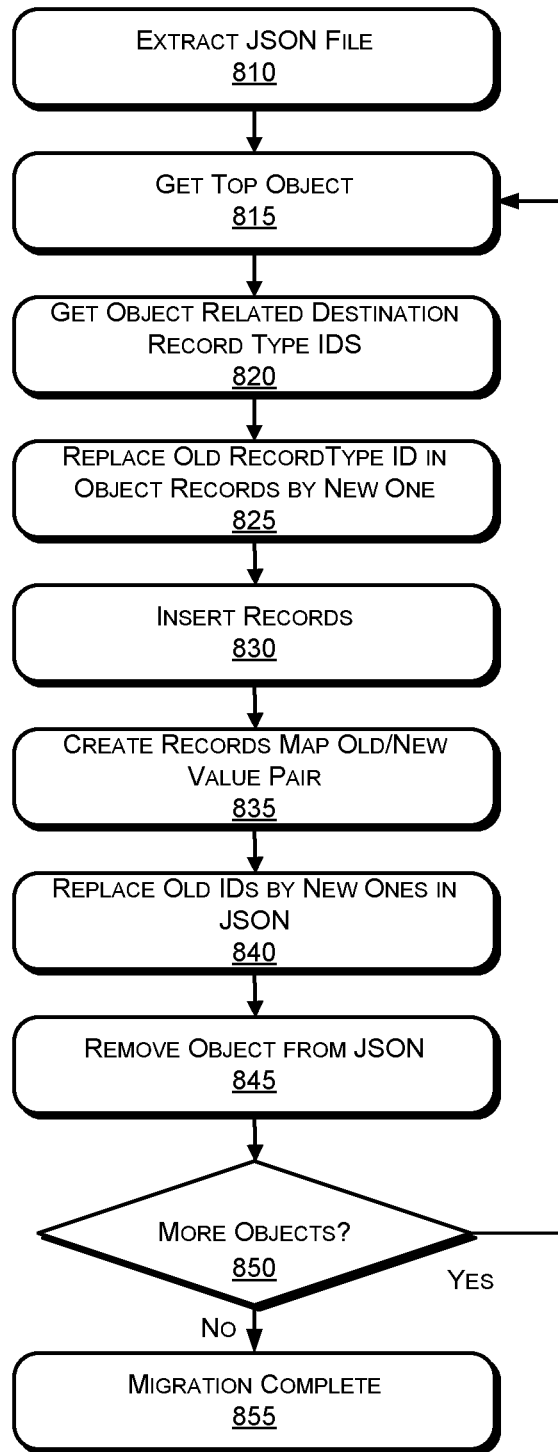 EXTRACT JSON FILE
810
GET TOP OBJECT
815
GET OBJECT RELATED DESTINATION
RECORD TYPE IDS
820
REPLACE OLD RECORDTYPE ID IN
OBJECT RECORDS BY NEW ONE
825
INSERT RECORDS
830
CREATE RECORDS MAP OLD/NEW
VALUE PAIR
835
REPLACE OLD IDS BY NEW ONES IN
JSON
840
REMOVE OBJECT FROM JSON
845
MORE OBJECTS?
850
YES
NO
MIGRATION COMPLETE
855